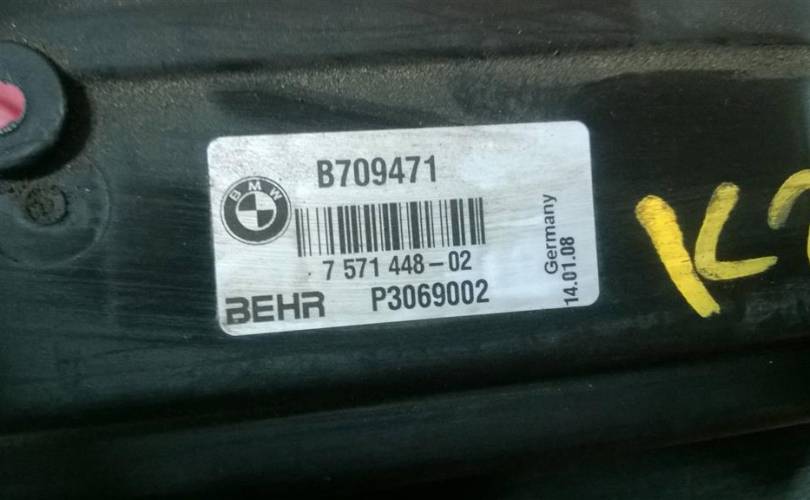 B709471
BMW
7 571 448-02
BEHR P3069002
Germany
14.01.08